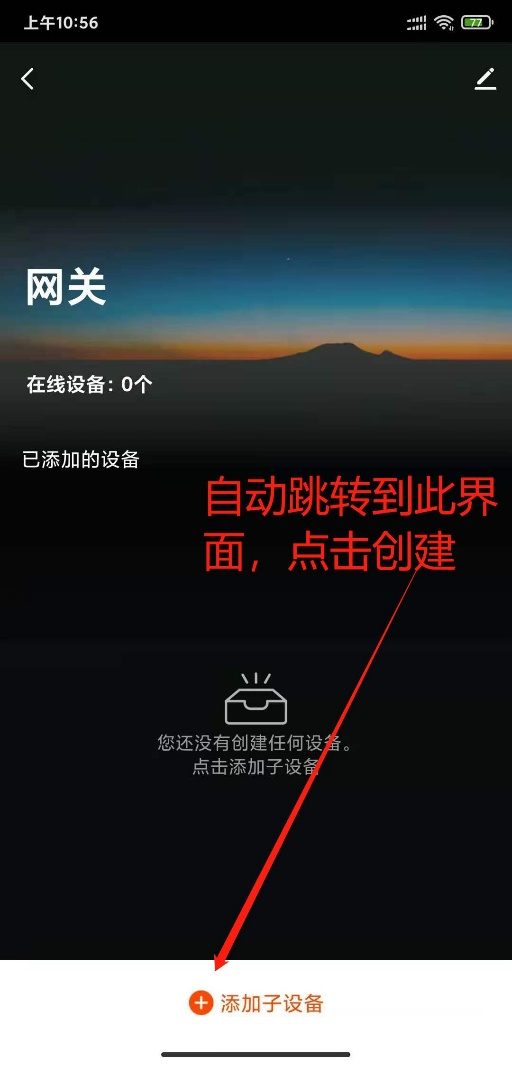 上午10:56
77
网关
在线设备：0个
已添加的设备
自动跳转到此界
面，点击创建
您还没有创建任何设备。
点击添加子设备
添加子设备